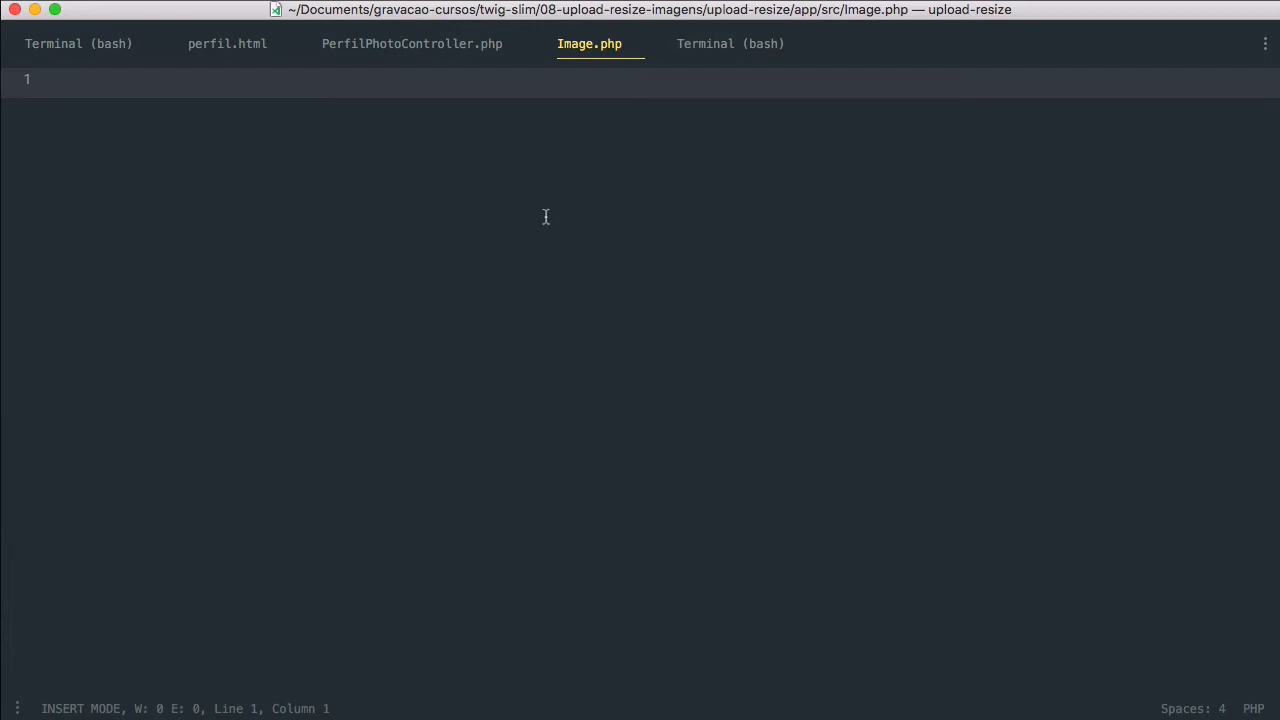 ~/Documents/gravacao-cursos/twig-slim/08-upload-resize-imagens/upload-resize/app/src/Image.php — upload-resize
Terminal (bash) perfil.html PerfilPhotoController.php Image.php Terminal (bash)
1
INSERT MODE, W: 0 E: 0, Line 1, Column 1 Spaces: 4 PHP